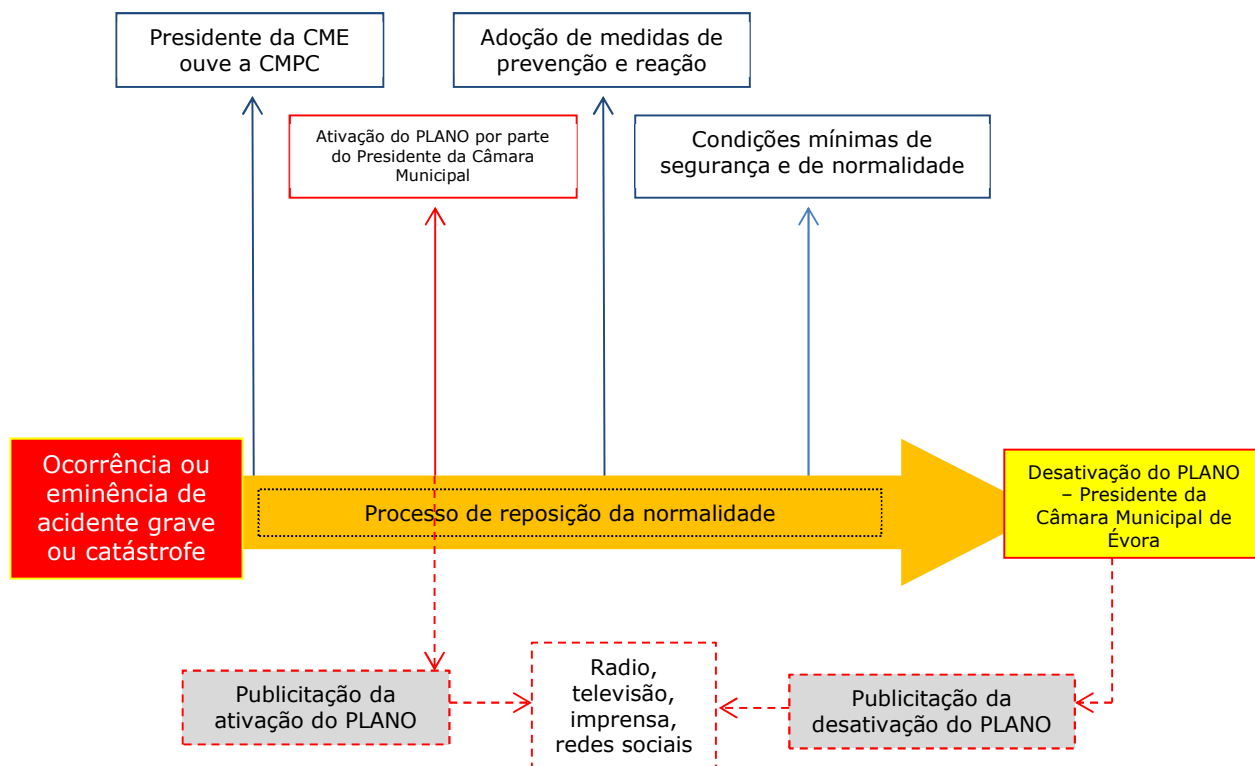 Presidente da CME
ouve a CMPC
Adoção de medidas de
prevenção e reação
Ativação do PLANO por parte
do Presidente da Câmara
Municipal
Condições mínimas de
segurança e de normalidade
Ocorrência ou
eminência de
acidente grave
ou catástrofe
Processo de reposição da normalidade
Desativação do PLANO
– Presidente da
Câmara Municipal de
Évora
Publicitação da
ativação do PLANO
Radio,
televisão,
imprensa,
redes sociais
Publicitação da
desativação do PLANO